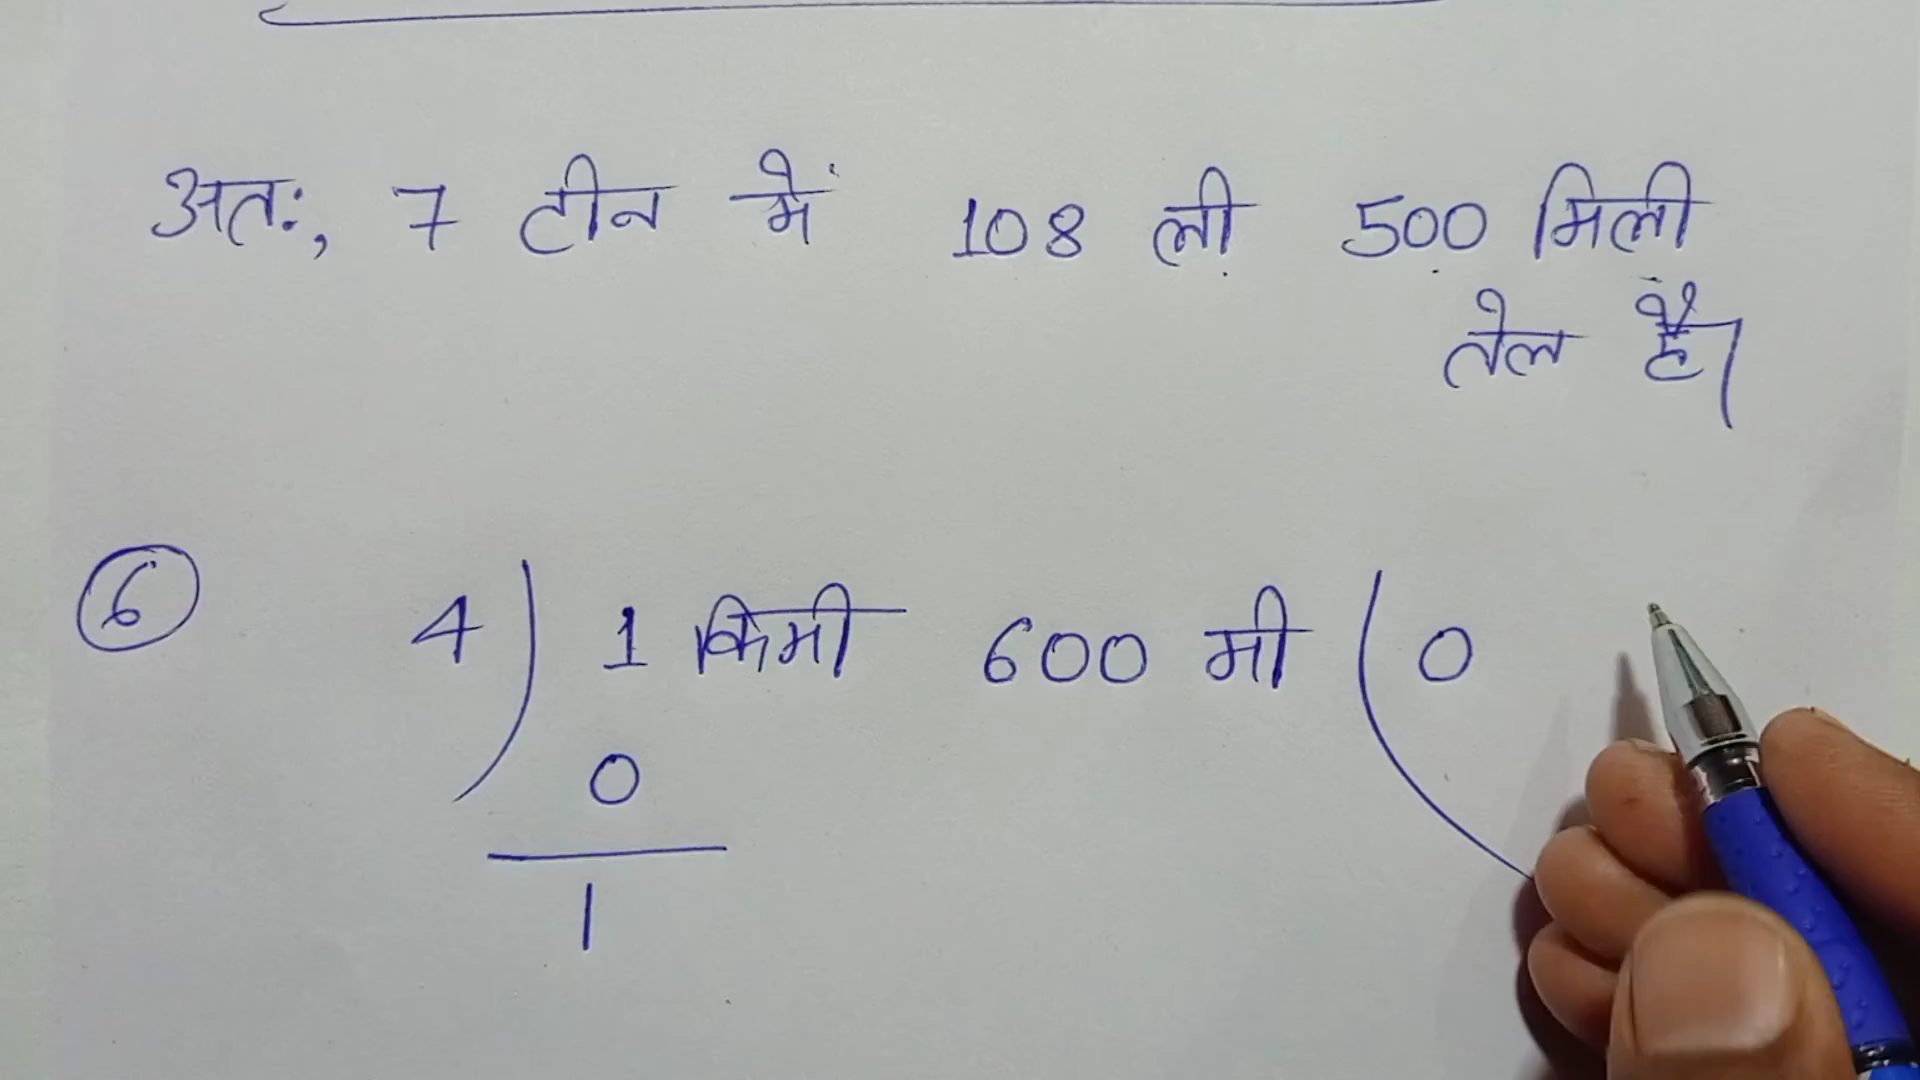 अतः, 7 टीन में 108 ली 500 मिली
तेल है।
6 4) 1 किमी 600 मी (0
0
1